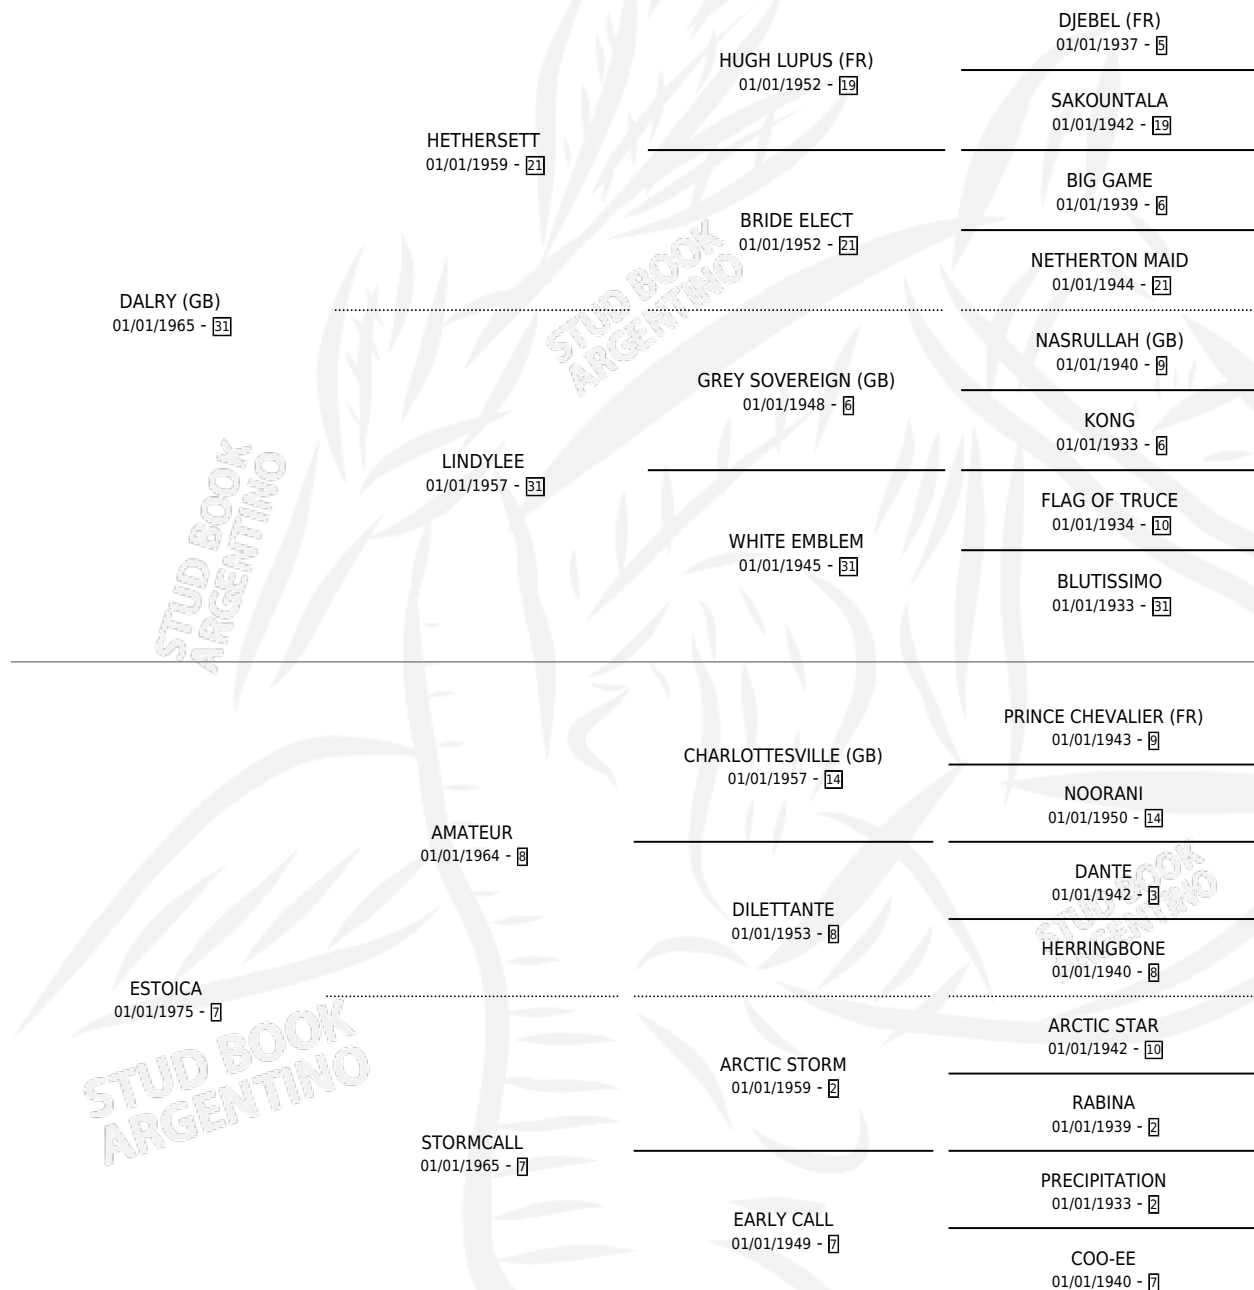 DJEBEL (FR)
01/01/1937 - 5
HUGH LUPUS (FR)
01/01/1952 - 19
SAKOUNTALA
01/01/1942 - 19
HETHERSETT
01/01/1959 - 21
BIG GAME
01/01/1939 - 6
BRIDE ELECT
01/01/1952 - 21
NETHERTON MAID
01/01/1944 - 21
DALRY (GB)
01/01/1965 - 31
STUD BOOK
ARGENTINO
NASRULLAH (GB)
01/01/1940 - 9
GREY SOVEREIGN (GB)
01/01/1948 - 6
KONG
01/01/1933 - 6
LINDYLEE
01/01/1957 - 31
FLAG OF TRUCE
01/01/1934 - 10
WHITE EMBLEM
01/01/1945 - 31
BLUTISSIMO
01/01/1933 - 31
STUD BOOK
ARGENTINO
PRINCE CHEVALIER (FR)
01/01/1943 - 9
CHARLOTTESVILLE (GB)
01/01/1957 - 14
NOORANI
01/01/1950 - 14
AMATEUR
01/01/1964 - 8
DANTE
01/01/1942 - 3
DILETTANTE
01/01/1953 - 8
STUD BOOK
ARGENTINO
HERRINGBONE
01/01/1940 - 8
ESTOICA
01/01/1975 - 7
STUD BOOK
ARGENTINO
ARCTIC STAR
01/01/1942 - 10
ARCTIC STORM
01/01/1959 - 2
RABINA
01/01/1939 - 2
STORMCALL
01/01/1965 - 7
PRECIPITATION
01/01/1933 - 2
EARLY CALL
01/01/1949 - 7
COO-EE
01/01/1940 - 7